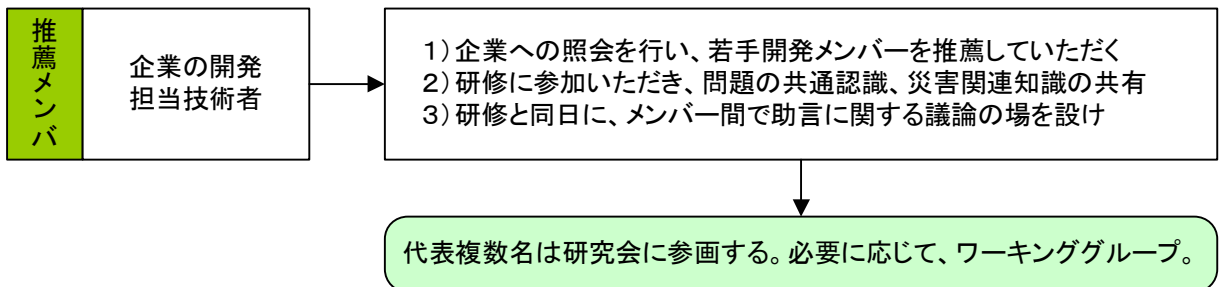 推薦メンバ
企業の開発
担当技術者
1)企業への照会を行い、若手開発メンバーを推薦していただく
2)研修に参加いただき、問題の共通認識、災害関連知識の共有
3)研修と同日に、メンバー間で助言に関する議論の場を設け
代表複数名は研究会に参画する。必要に応じて、ワーキンググループ。